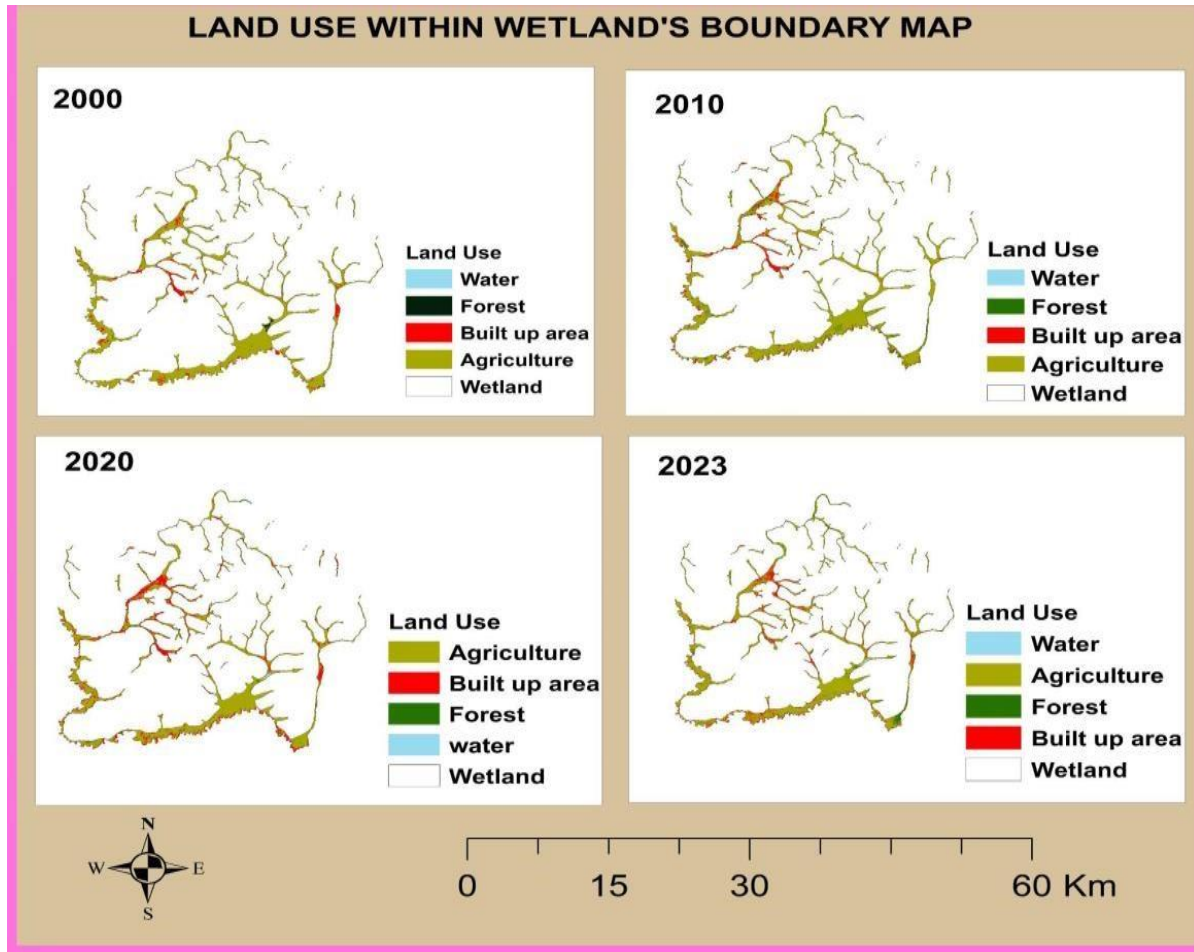 LAND USE WITHIN WETLAND'S BOUNDARY MAP
2000
Land Use
Water
Forest
Built up area
Agriculture
Wetland
2010
Land Use
Water
Forest
Built up area
Agriculture
Wetland
2020
Land Use
Agriculture
Built up area
Forest
water
Wetland
2023
Land Use
Water
Agriculture
Forest
Built up area
Wetland
N
W E
S
0 15 30 60 Km